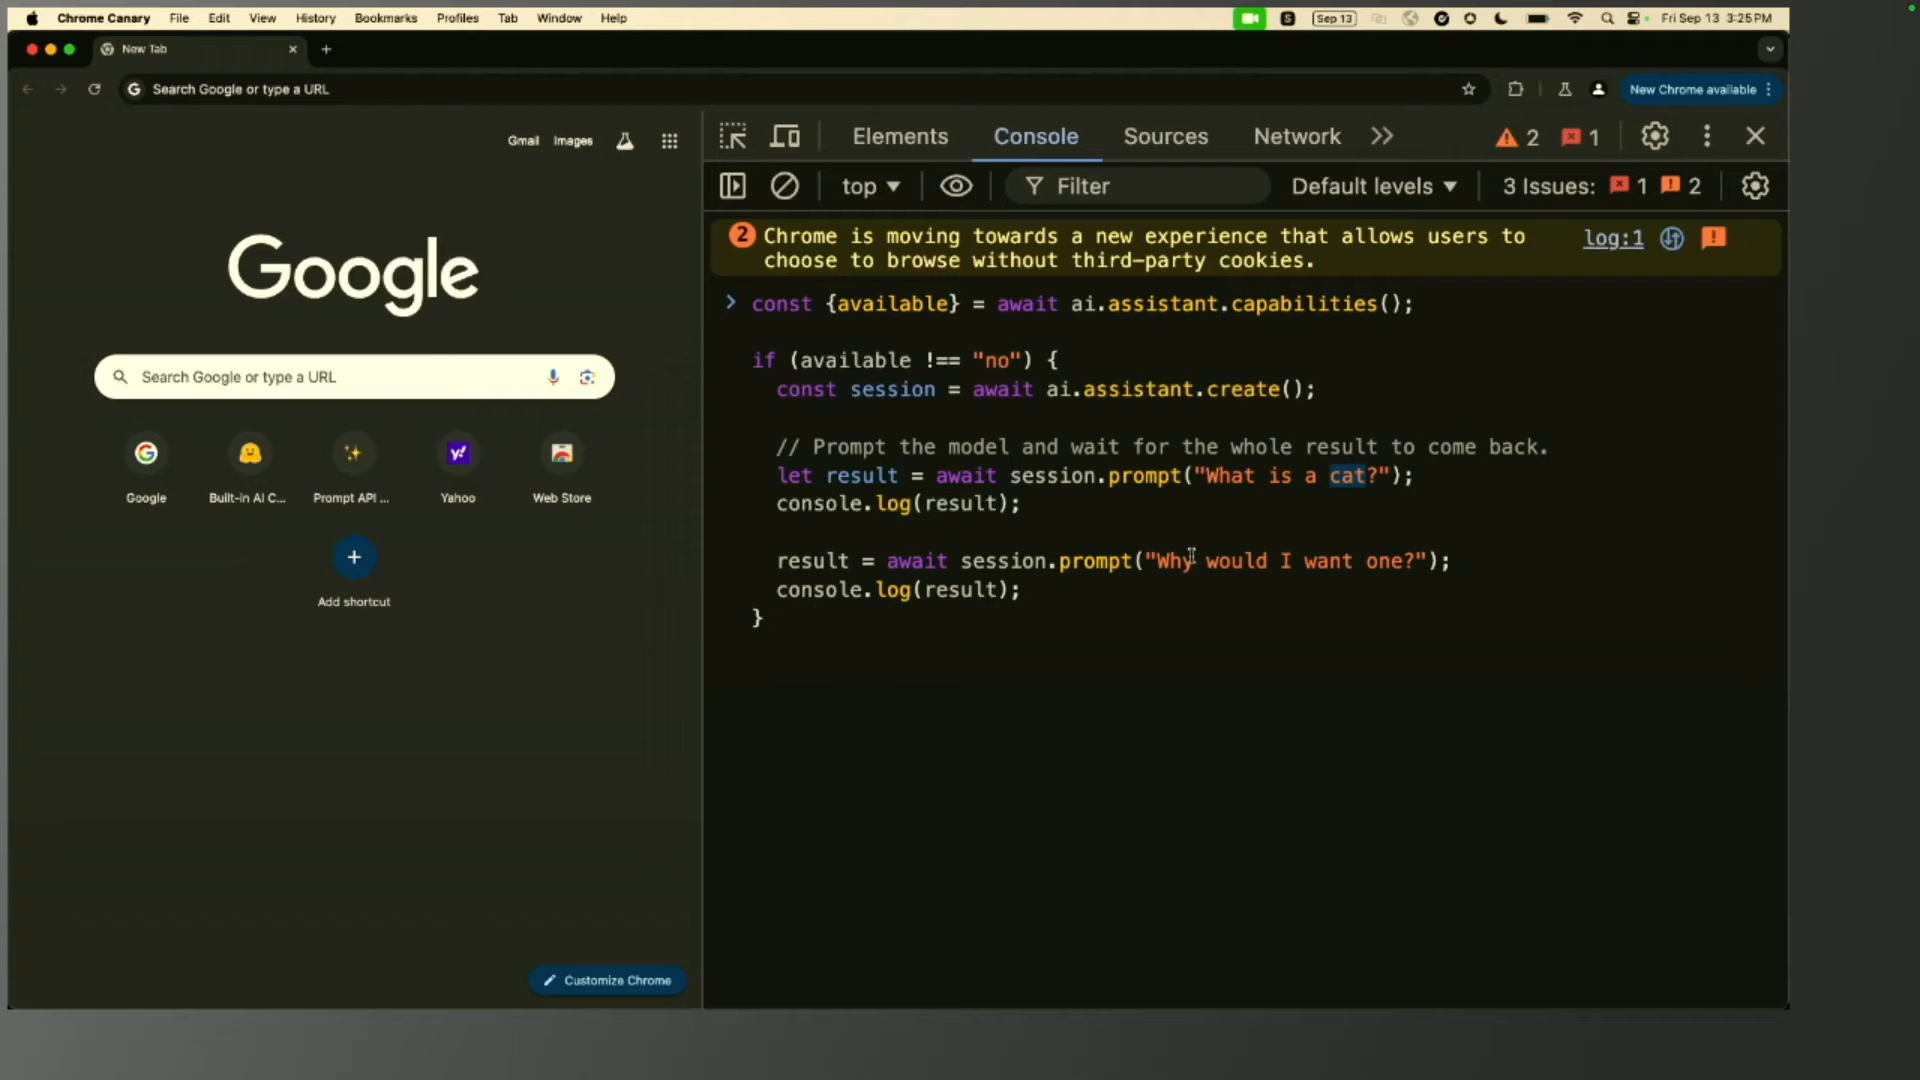 Chrome Canary File Edit View History Bookmarks Profiles Tab Window Help
S Sep 13 Fri Sep 13 3:25 PM
New Tab
Search Google or type a URL
New Chrome available
Gmail Images
Google
Search Google or type a URL
Google Built-in AI C... Prompt API ... Yahoo Web Store
Add shortcut
Customize Chrome
Elements Console Sources Network 2 1
top Filter Default levels 3 Issues: 1 2
2 Chrome is moving towards a new experience that allows users to log:1
choose to browse without third-party cookies.
> const {available} = await ai.assistant.capabilities();
if (available !== "no") {
const session = await ai.assistant.create();
// Prompt the model and wait for the whole result to come back.
let result = await session.prompt("What is a cat?");
console.log(result);
result = await session.prompt("Why would I want one?");
console.log(result);
}